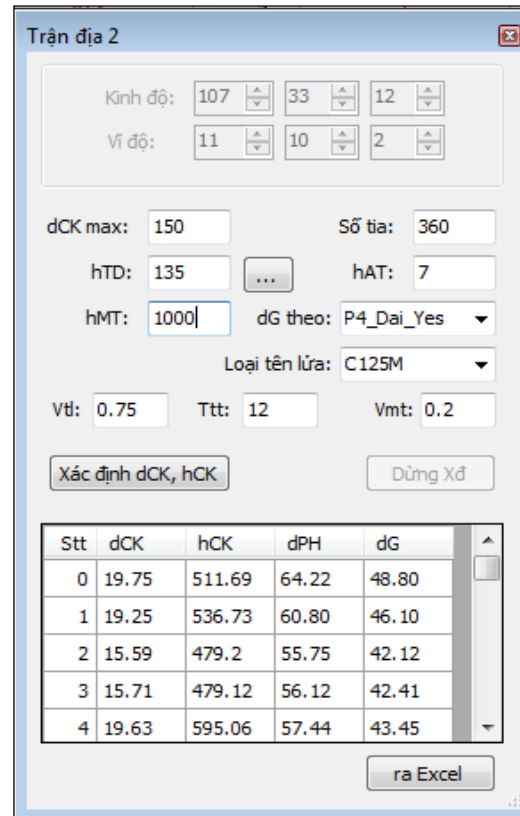 Trận địa 2
Kinh độ: 107 33 12
Vĩ độ: 11 10 2
dCK max: 150 Số tia: 360
hTD: 135 ... hAT: 7
hMT: 1000 dG theo: P4_Dai_Yes
Loại tên lửa: C125M
Vtl: 0.75 Ttt: 12 Vmt: 0.2
Xác định dCK, hCK Dừng Xđ
Stt dCK hCK dPH dG
0 19.75 511.69 64.22 48.80
1 19.25 536.73 60.80 46.10
2 15.59 479.2 55.75 42.12
3 15.71 479.12 56.12 42.41
4 19.63 595.06 57.44 43.45
ra Excel